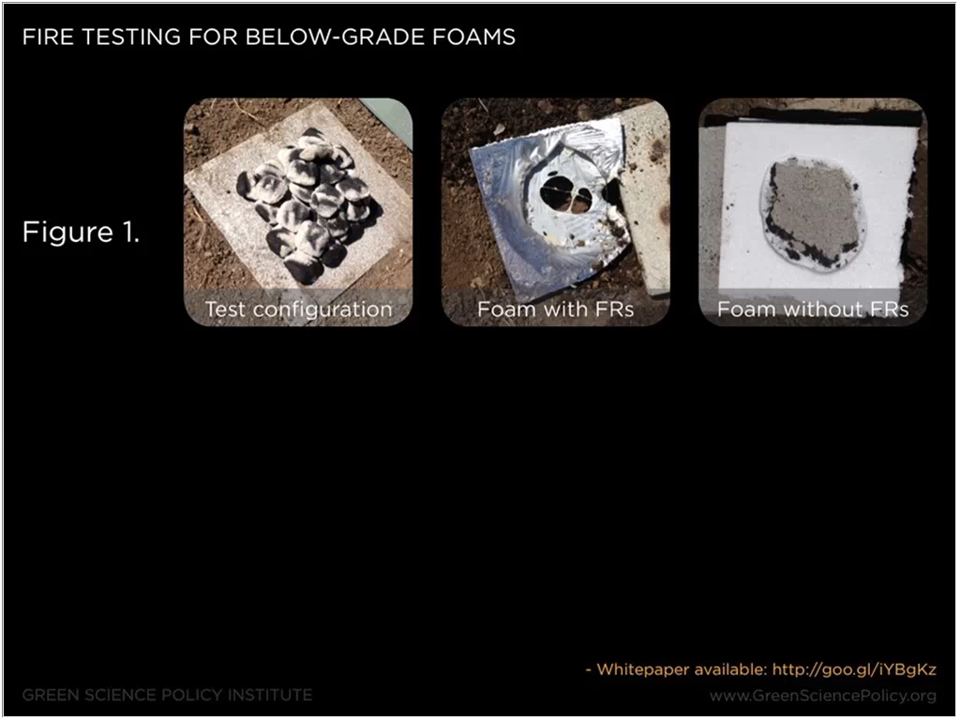 FIRE TESTING FOR BELOW-GRADE FOAMS
Figure 1.
Test configuration
Foam with FRs
Foam without FRs
- Whitepaper available: http://goo.gl/iYBgKz
GREEN SCIENCE POLICY INSTITUTE
www.GreenSciencePolicy.org